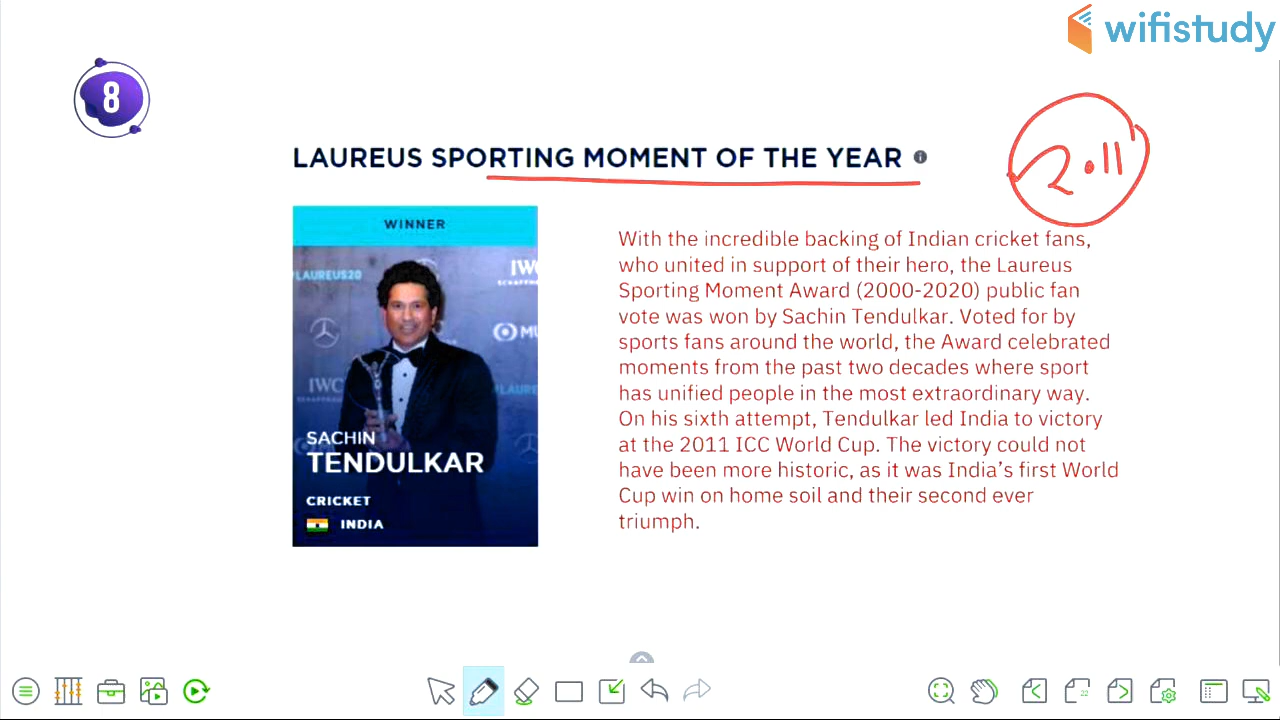 wifistudy
8
LAUREUS SPORTING MOMENT OF THE YEAR
2011
WINNER
LAUREUS20
IWC
SCHAFFH
MU
IWC
LAUREUS
SACHIN
TENDULKAR
CRICKET
INDIA
With the incredible backing of Indian cricket fans,
who united in support of their hero, the Laureus
Sporting Moment Award (2000-2020) public fan
vote was won by Sachin Tendulkar. Voted for by
sports fans around the world, the Award celebrated
moments from the past two decades where sport
has unified people in the most extraordinary way.
On his sixth attempt, Tendulkar led India to victory
at the 2011 ICC World Cup. The victory could not
have been more historic, as it was India's first World
Cup win on home soil and their second ever
triumph.
22